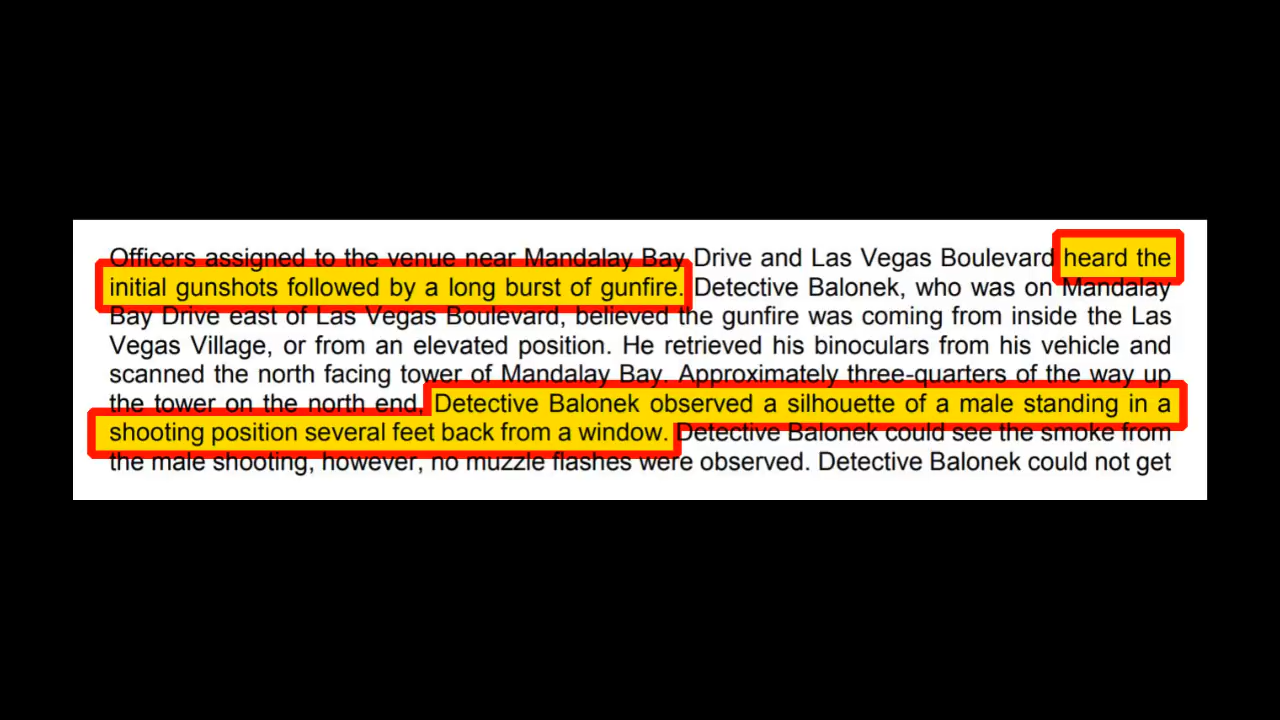 Officers assigned to the venue near Mandalay Bay Drive and Las Vegas Boulevard heard the
initial gunshots followed by a long burst of gunfire. Detective Balonek, who was on Mandalay
Bay Drive east of Las Vegas Boulevard, believed the gunfire was coming from inside the Las
Vegas Village, or from an elevated position. He retrieved his binoculars from his vehicle and
scanned the north facing tower of Mandalay Bay. Approximately three-quarters of the way up
the tower on the north end, Detective Balonek observed a silhouette of a male standing in a
shooting position several feet back from a window. Detective Balonek could see the smoke from
the male shooting, however, no muzzle flashes were observed. Detective Balonek could not get